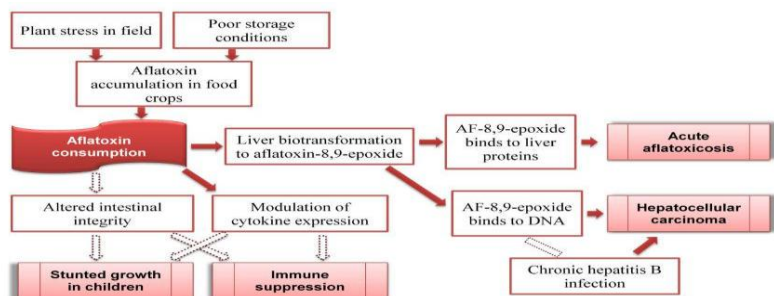 Plant stress in field
Poor storage
conditions
Aflatoxin
accumulation in food
crops
Aflatoxin
consumption
Liver biotransformation
to aflatoxin-8,9-epoxide
AF-8,9-epoxide
binds to liver
proteins
Acute
aflatoxicosis
Altered intestinal
integrity
Modulation of
cytokine expression
AF-8,9-epoxide
binds to DNA
Hepatocellular
carcinoma
Stunted growth
in children
Immune
suppression
Chronic hepatitis B
infection